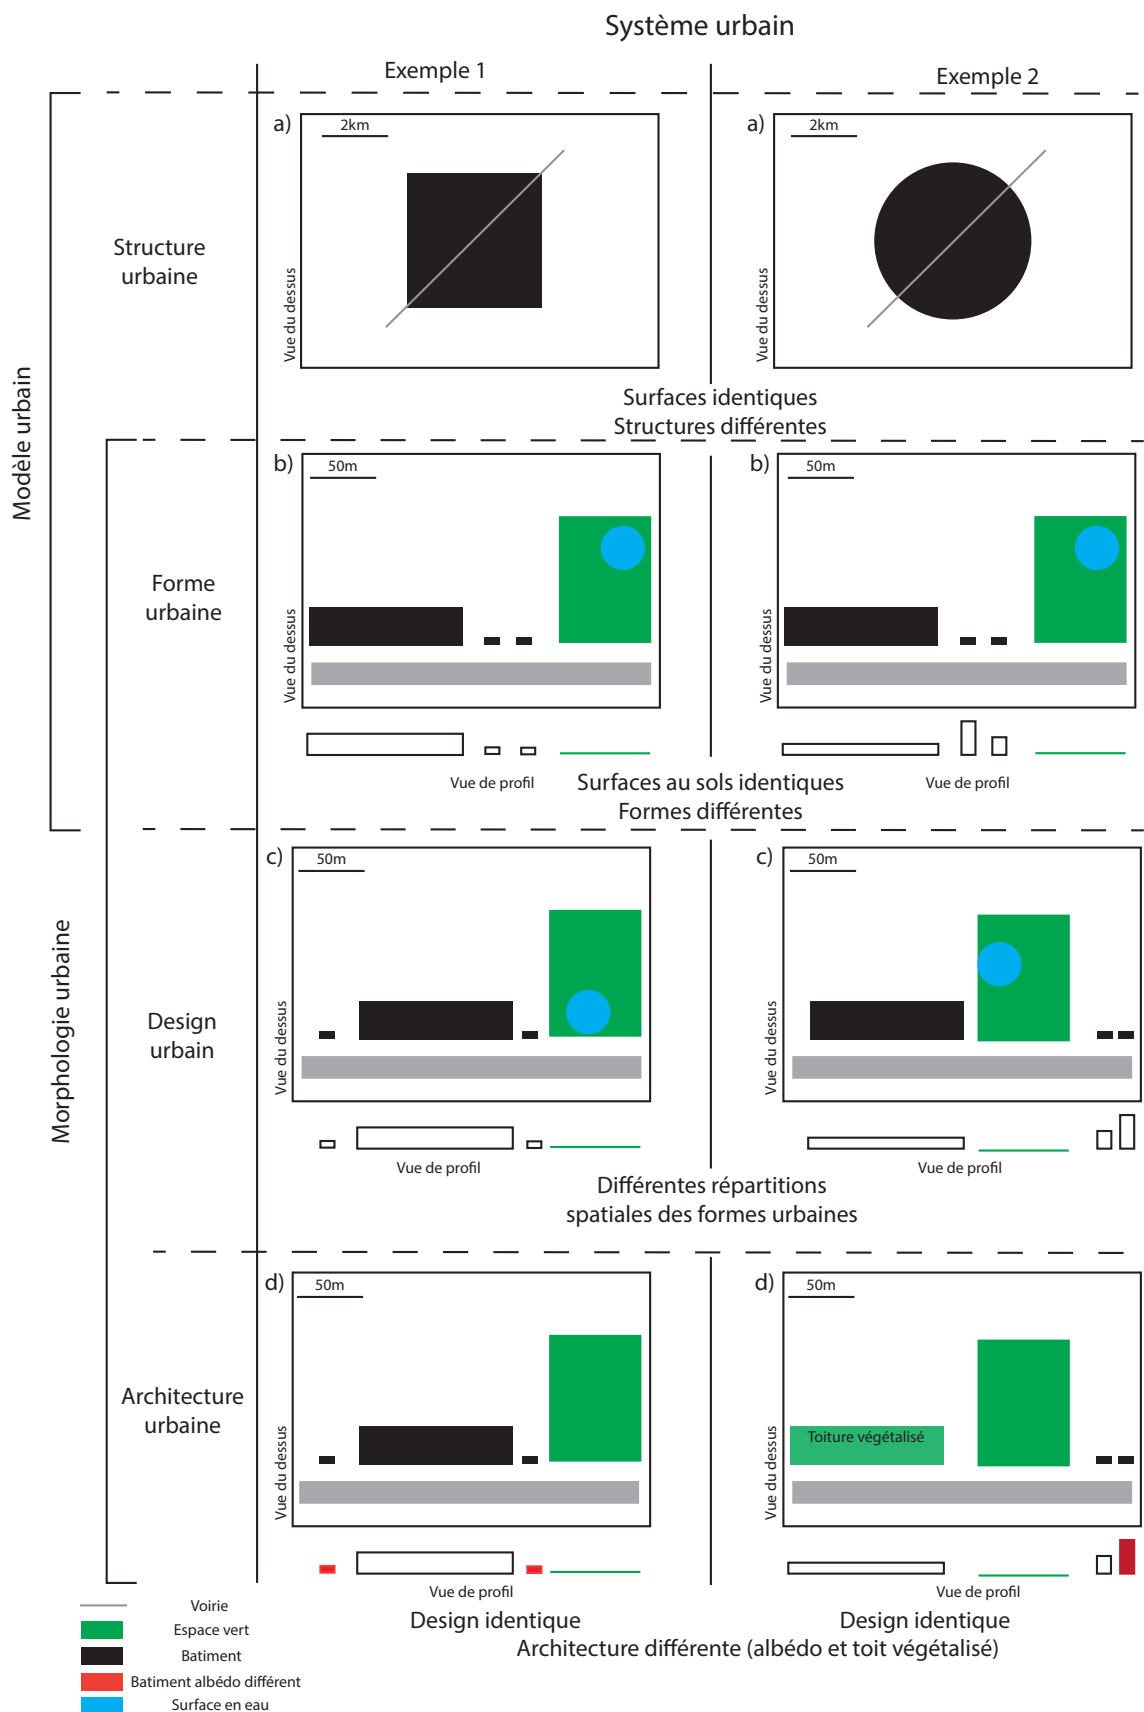 Système urbain
Exemple 1
Exemple 2
Modèle urbain
Morphologie urbaine
Structure
urbaine
a)
2km
Vue du dessus
a)
2km
Vue du dessus
Surfaces identiques
Structures différentes
Forme
urbaine
b)
50m
Vue du dessus
Vue de profil
b)
50m
Vue du dessus
Vue de profil
Surfaces au sols identiques
Formes différentes
Design
urbain
c)
50m
Vue du dessus
Vue de profil
c)
50m
Vue du dessus
Vue de profil
Différentes répartitions
spatiales des formes urbaines
Architecture
urbaine
d)
50m
Vue du dessus
Vue de profil
d)
50m
Toiture végétalisé
Vue du dessus
Vue de profil
Design identique
Design identique
Architecture différente (albédo et toit végétalisé)
Voirie
Espace vert
Batiment
Batiment albédo différent
Surface en eau